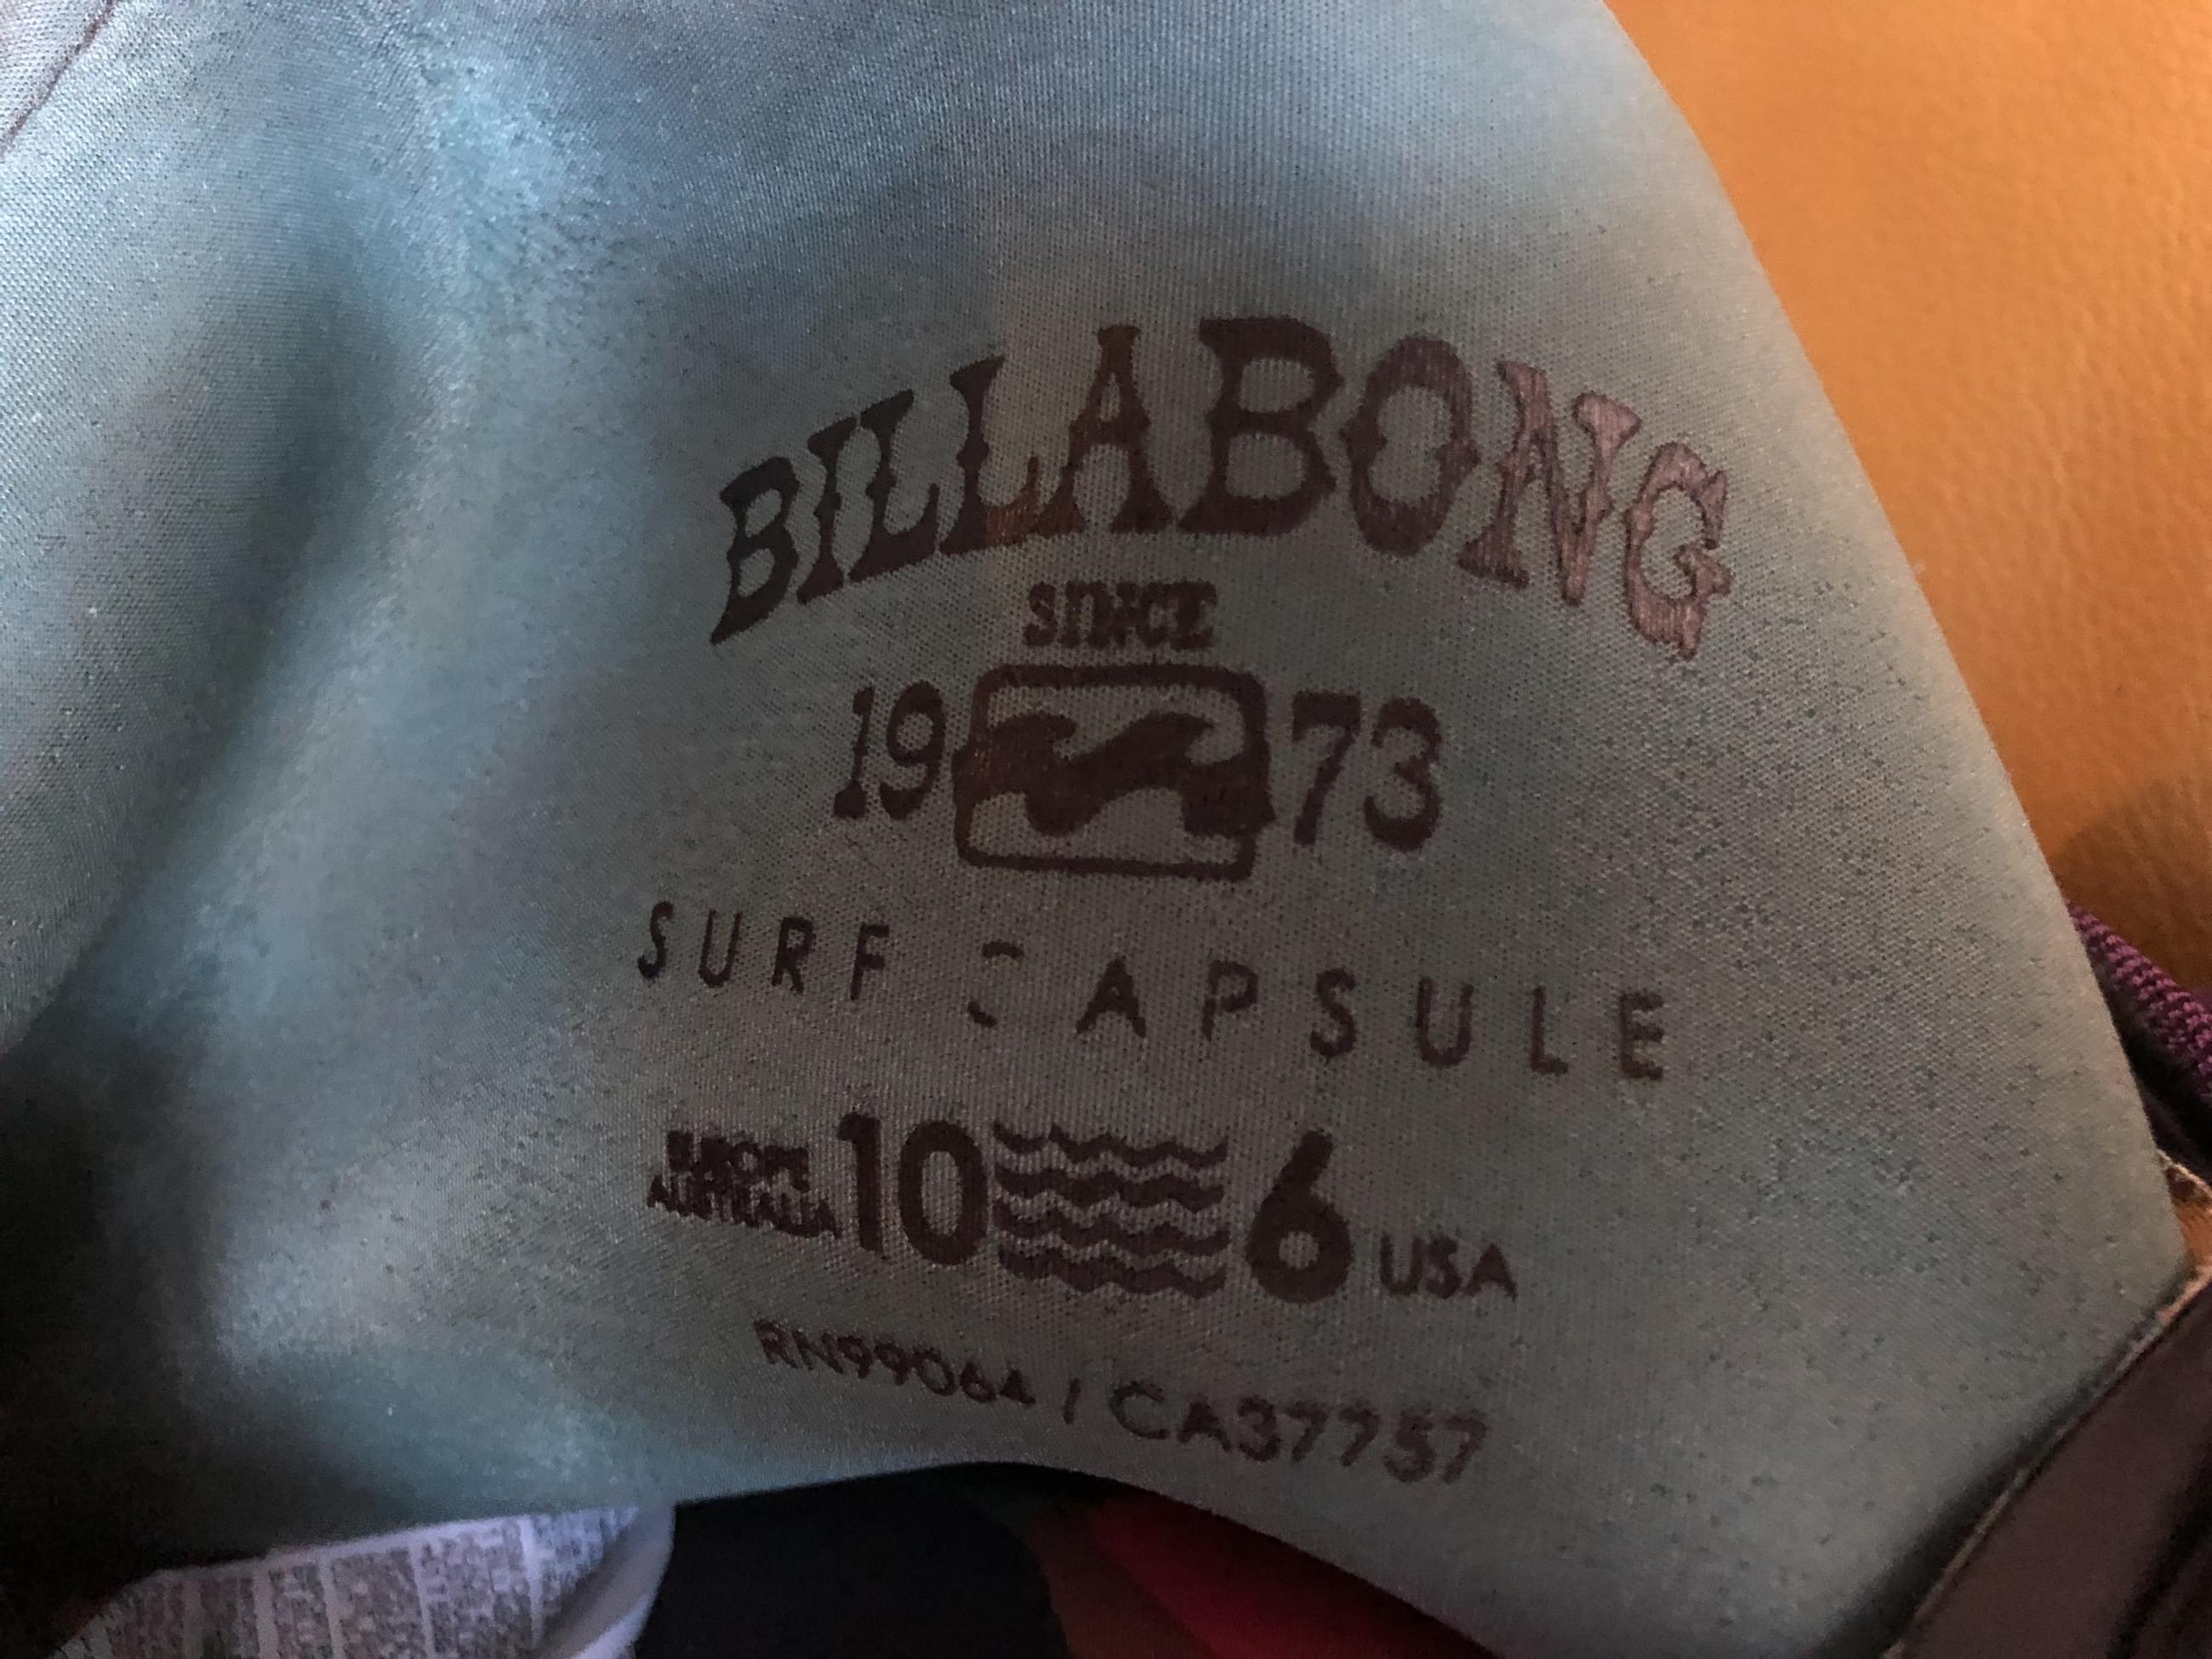 BILLABONG
SINCE
19 73
SURF CAPSULE
EUROPE
AUSTRALIA 10 6 USA
RN99064 / CA37757